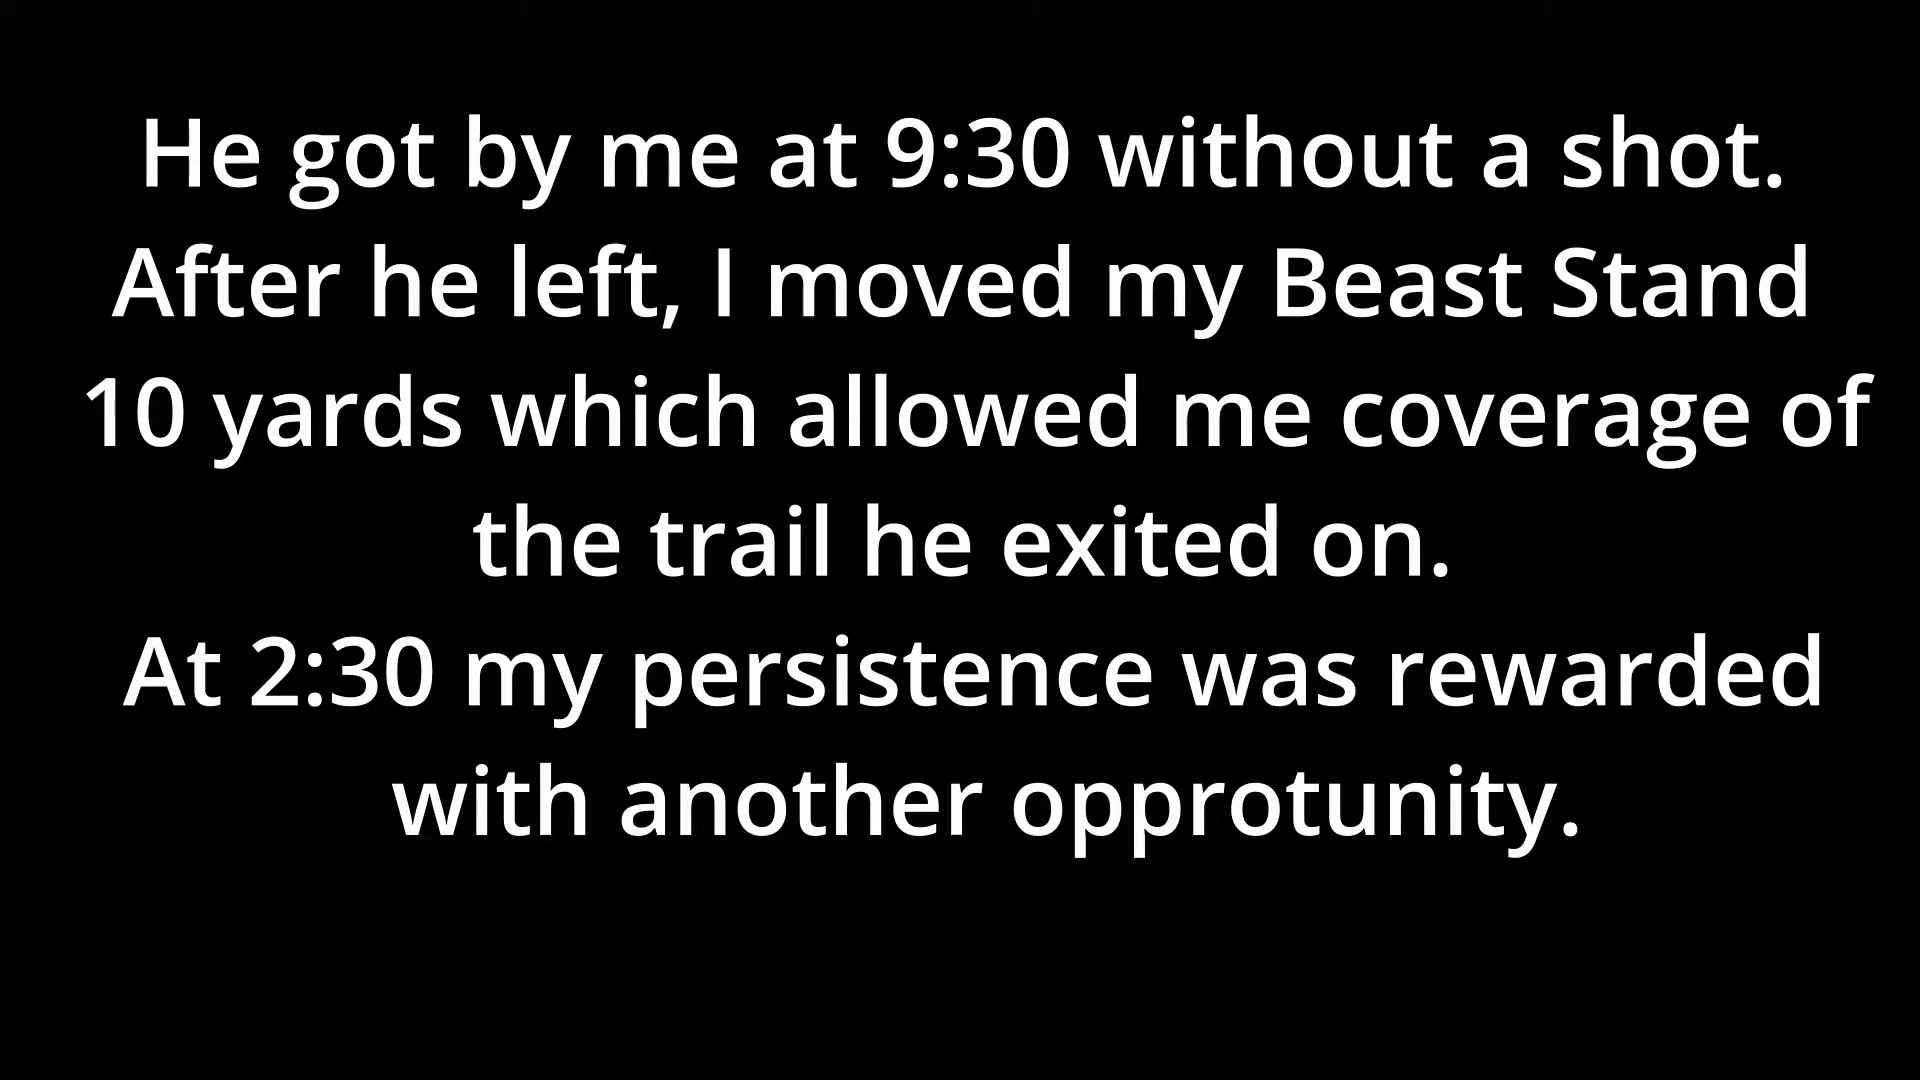 He got by me at 9:30 without a shot.
After he left, I moved my Beast Stand
10 yards which allowed me coverage of
the trail he exited on.
At 2:30 my persistence was rewarded
with another opprotunity.